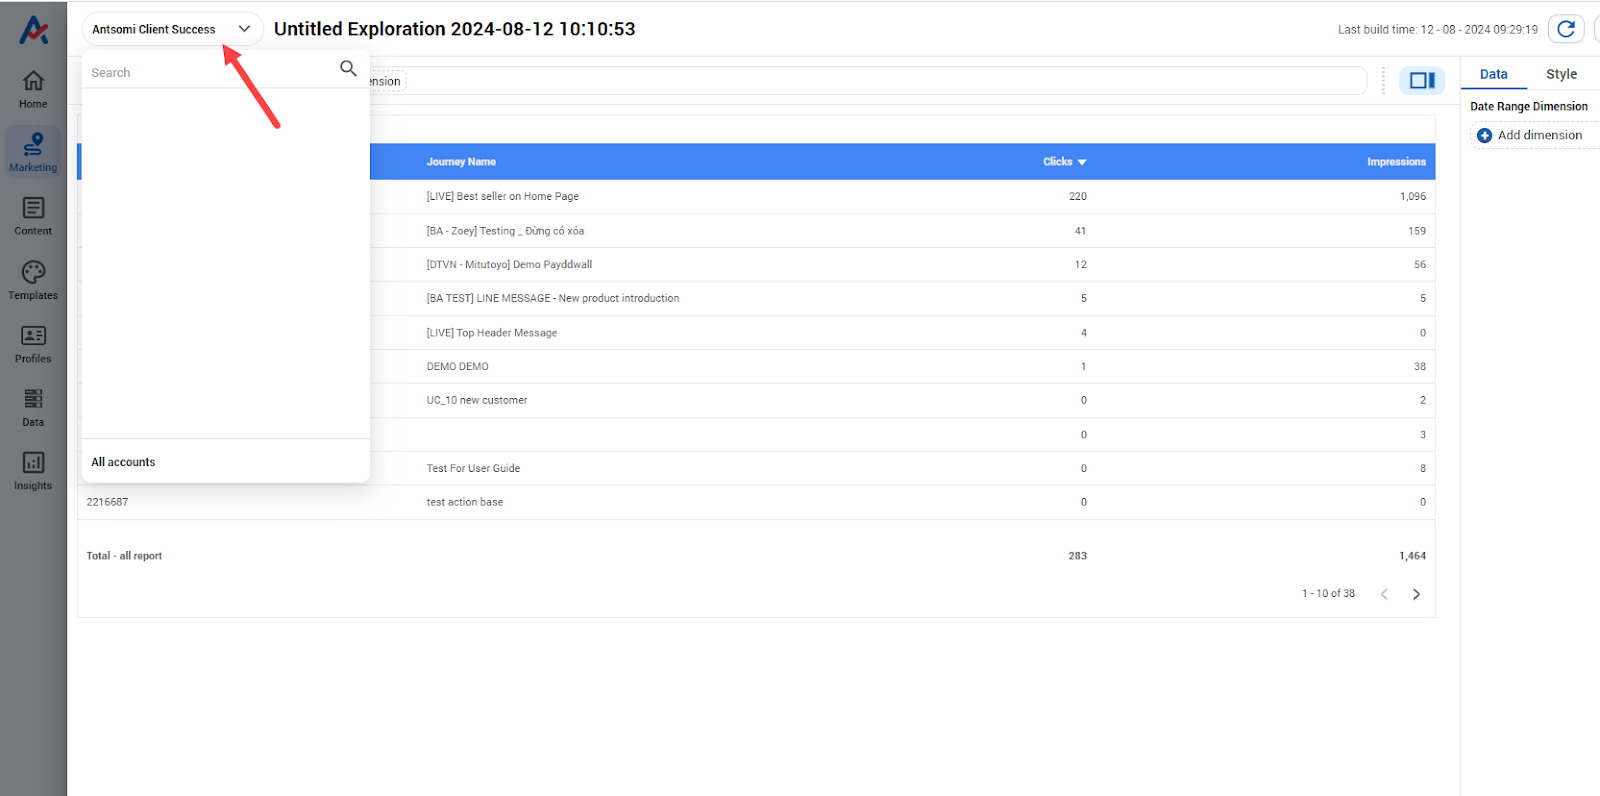 Antsomi Client Success
Untitled Exploration 2024-08-12 10:10:53
Last build time: 12 - 08 - 2024 09:29:19
Search
Data
Style
Home
Date Range Dimension
Add dimension
Marketing
Journey Name
Clicks
Impressions
[LIVE] Best seller on Home Page
220
1,096
Content
[BA - Zoey] Testing _ Đừng có xóa
41
159
[DTVN - Mitutoyo] Demo Payddwall
12
56
Templates
[BA TEST] LINE MESSAGE - New product introduction
5
5
[LIVE] Top Header Message
4
0
Profiles
DEMO DEMO
1
38
UC_10 new customer
0
2
Data
0
3
All accounts
Test For User Guide
0
8
Insights
2216687
test action base
0
0
Total - all report
283
1,464
1 - 10 of 38